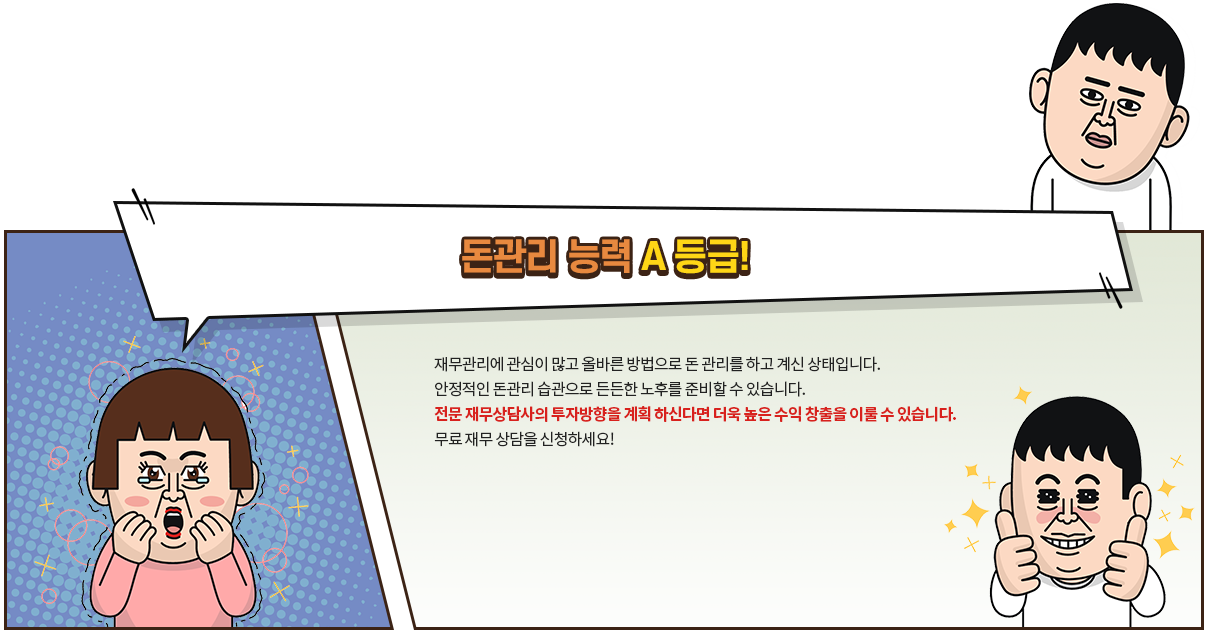 돈관리 능력 A 등급!
재무관리에 관심이 많고 올바른 방법으로 돈 관리를 하고 계신 상태입니다.
안정적인 돈관리 습관으로 든든한 노후를 준비할 수 있습니다.
전문 재무상담사의 투자방향을 계획 하신다면 더욱 높은 수익 창출을 이룰 수 있습니다.
무료 재무 상담을 신청하세요!